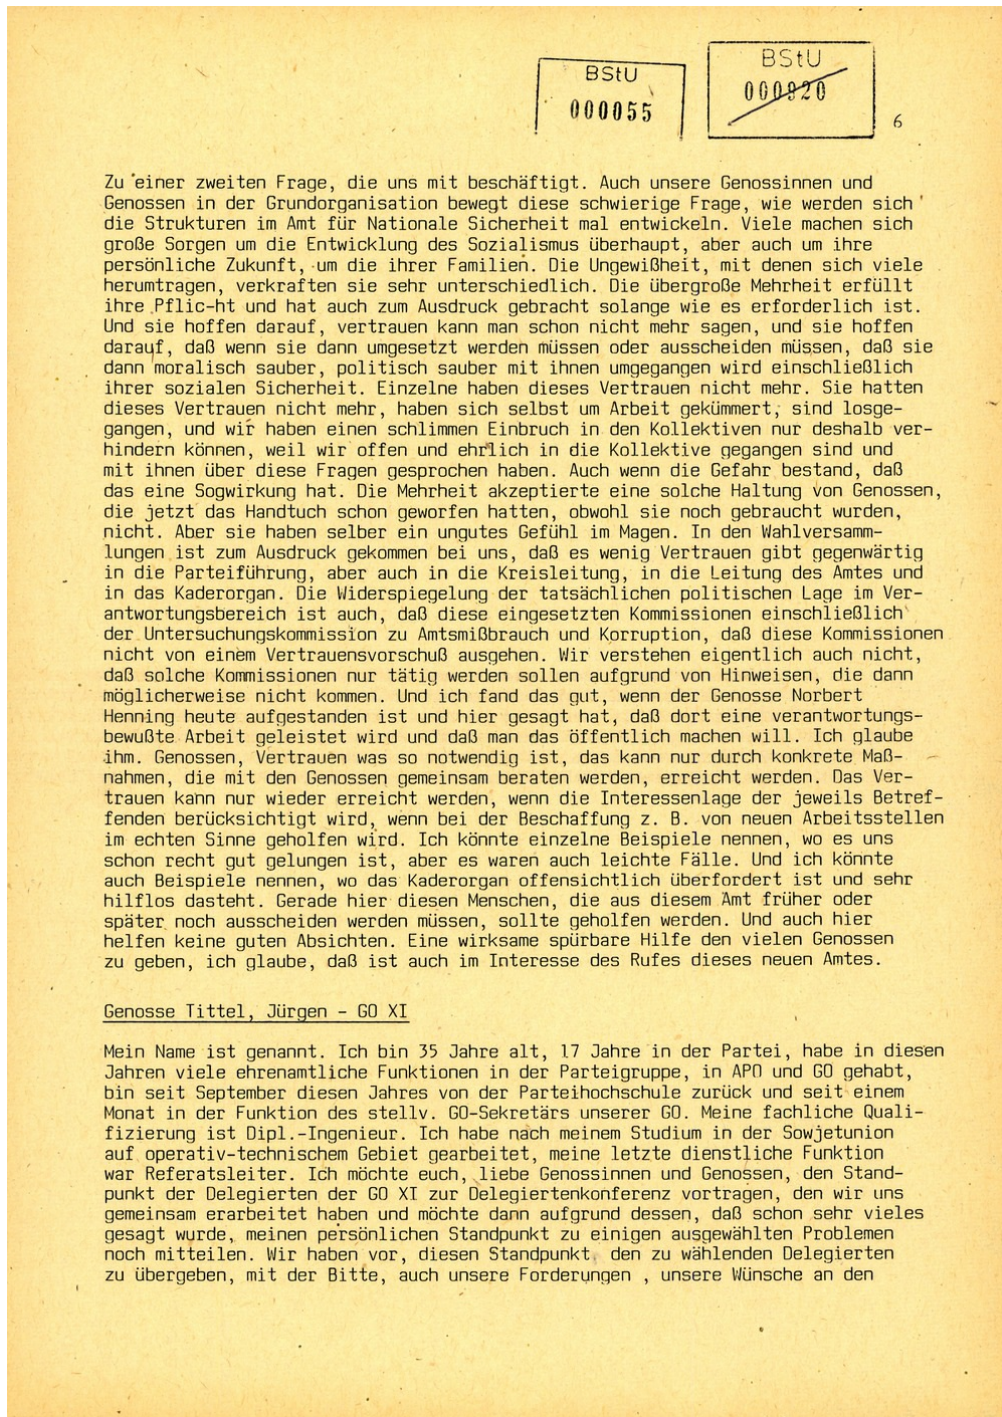 BStU
000055
BStU
000920
6
Zu einer zweiten Frage, die uns mit beschäftigt. Auch unsere Genossinnen und
Genossen in der Grundorganisation bewegt diese schwierige Frage, wie werden sich
die Strukturen im Amt für Nationale Sicherheit mal entwickeln. Viele machen sich
große Sorgen um die Entwicklung des Sozialismus überhaupt, aber auch um ihre
persönliche Zukunft, um die ihrer Familien. Die Ungewißheit, mit denen sich viele
herumtragen, verkraften sie sehr unterschiedlich. Die übergroße Mehrheit erfüllt
ihre Pflic-ht und hat auch zum Ausdruck gebracht solange wie es erforderlich ist.
Und sie hoffen darauf, vertrauen kann man schon nicht mehr sagen, und sie hoffen
darauf, daß wenn sie dann umgesetzt werden müssen oder ausscheiden müssen, daß sie
dann moralisch sauber, politisch sauber mit ihnen umgegangen wird einschließlich
ihrer sozialen Sicherheit. Einzelne haben dieses Vertrauen nicht mehr. Sie hatten
dieses Vertrauen nicht mehr, haben sich selbst um Arbeit gekümmert, sind losge-
gangen, und wir haben einen schlimmen Einbruch in den Kollektiven nur deshalb ver-
hindern können, weil wir offen und ehrlich in die Kollektive gegangen sind und
mit ihnen über diese Fragen gesprochen haben. Auch wenn die Gefahr bestand, daß
das eine Sogwirkung hat. Die Mehrheit akzeptierte eine solche Haltung von Genossen,
die jetzt das Handtuch schon geworfen hatten, obwohl sie noch gebraucht wurden,
nicht. Aber sie haben selber ein ungutes Gefühl im Magen. In den Wahlversamm-
lungen ist zum Ausdruck gekommen bei uns, daß es wenig Vertrauen gibt gegenwärtig
in die Parteiführung, aber auch in die Kreisleitung, in die Leitung des Amtes und
in das Kaderorgan. Die Widerspiegelung der tatsächlichen politischen Lage im Ver-
antwortungsbereich ist auch, daß diese eingesetzten Kommissionen einschließlich
der Untersuchungskommission zu Amtsmißbrauch und Korruption, daß diese Kommissionen
nicht von einem Vertrauensvorschuß ausgehen. Wir verstehen eigentlich auch nicht,
daß solche Kommissionen nur tätig werden sollen aufgrund von Hinweisen, die dann
möglicherweise nicht kommen. Und ich fand das gut, wenn der Genosse Norbert
Henning heute aufgestanden ist und hier gesagt hat, daß dort eine verantwortungs-
bewußte Arbeit geleistet wird und daß man das öffentlich machen will. Ich glaube
ihm. Genossen, Vertrauen was so notwendig ist, das kann nur durch konkrete Maß-
nahmen, die mit den Genossen gemeinsam beraten werden, erreicht werden. Das Ver-
trauen kann nur wieder erreicht werden, wenn die Interessenlage der jeweils Betref-
fenden berücksichtigt wird, wenn bei der Beschaffung z. B. von neuen Arbeitsstellen
im echten Sinne geholfen wird. Ich könnte einzelne Beispiele nennen, wo es uns
schon recht gut gelungen ist, aber es waren auch leichte Fälle. Und ich könnte
auch Beispiele nennen, wo das Kaderorgan offensichtlich überfordert ist und sehr
hilflos dasteht. Gerade hier diesen Menschen, die aus diesem Amt früher oder
später noch ausscheiden werden müssen, sollte geholfen werden. Und auch hier
helfen keine guten Absichten. Eine wirksame spürbare Hilfe den vielen Genossen
zu geben, ich glaube, daß ist auch im Interesse des Rufes dieses neuen Amtes.
Genosse Tittel, Jürgen - GO XI
Mein Name ist genannt. Ich bin 35 Jahre alt, 17 Jahre in der Partei, habe in diesen
Jahren viele ehrenamtliche Funktionen in der Parteigruppe, in APO und GO gehabt,
bin seit September diesen Jahres von der Parteihochschule zurück und seit einem
Monat in der Funktion des stellv. GO-Sekretärs unserer GO. Meine fachliche Quali-
fizierung ist Dipl.-Ingenieur. Ich habe nach meinem Studium in der Sowjetunion
auf operativ-technischem Gebiet gearbeitet, meine letzte dienstliche Funktion
war Referatsleiter. Ich möchte euch, liebe Genossinnen und Genossen, den Stand-
punkt der Delegierten der GO XI zur Delegiertenkonferenz vortragen, den wir uns
gemeinsam erarbeitet haben und möchte dann aufgrund dessen, daß schon sehr vieles
gesagt wurde, meinen persönlichen Standpunkt zu einigen ausgewählten Problemen
noch mitteilen. Wir haben vor, diesen Standpunkt den zu wählenden Delegierten
zu übergeben, mit der Bitte, auch unsere Forderungen , unsere Wünsche an den